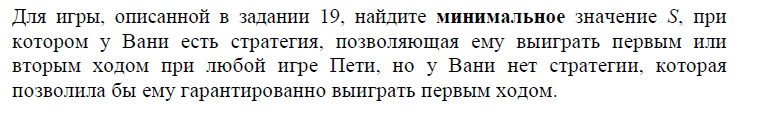 Для игры, описанной в задании 19, найдите минимальное значение S, при
котором у Вани есть стратегия, позволяющая ему выиграть первым или
вторым ходом при любой игре Пети, но у Вани нет стратегии, которая
позволила бы ему гарантированно выиграть первым ходом.